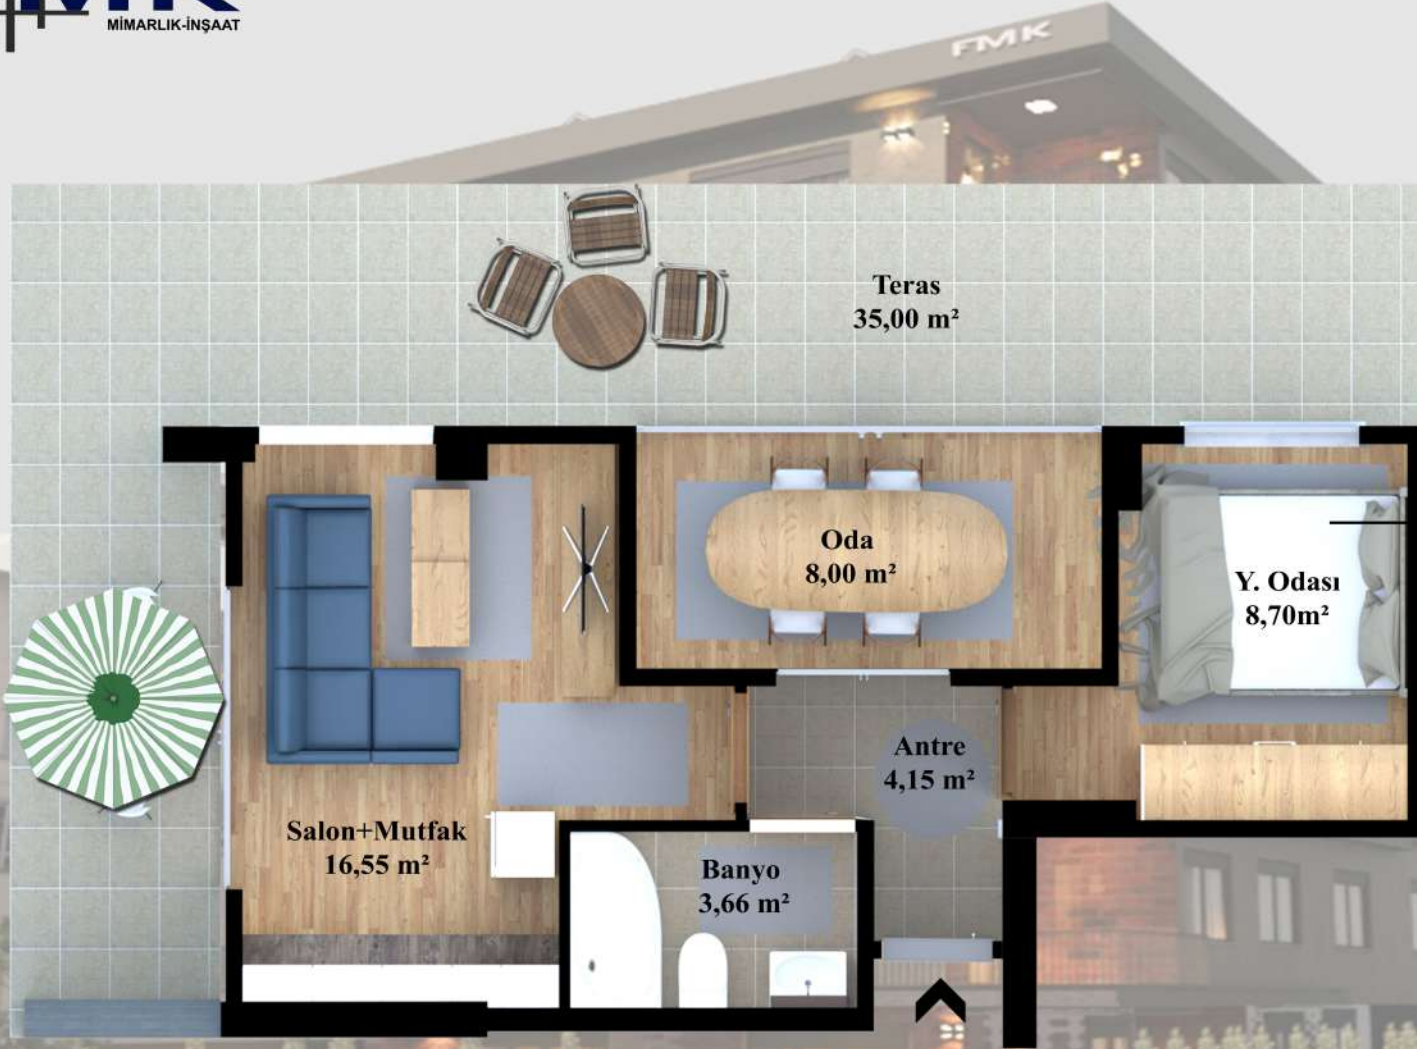 MİMARLIK-İNŞAAT
FMK
Teras
35,00 m²
Oda
8,00 m²
Y. Odası
8,70m²
Antre
4,15 m²
Salon+Mutfak
16,55 m²
Banyo
3,66 m²